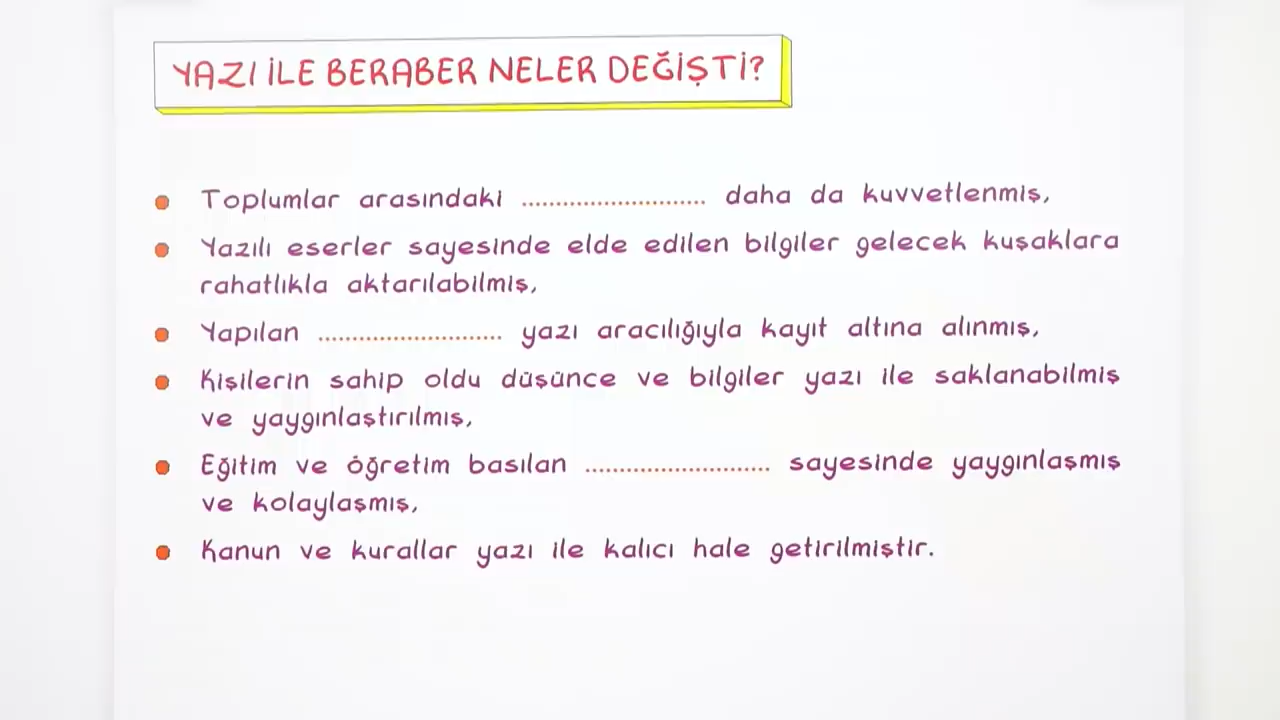 YAZI İLE BERABER NELER DEĞİŞTİ?
Toplumlar arasındaki ........................... daha da kuvvetlenmiş,
Yazılı eserler sayesinde elde edilen bilgiler gelecek kuşaklara
rahatlıkla aktarılabilmiş,
Yapılan ........................... yazı aracılığıyla kayıt altına alınmış,
Kişilerin sahip oldu düşünce ve bilgiler yazı ile saklanabilmiş
ve yaygınlaştırılmış,
Eğitim ve öğretim basılan ........................... sayesinde yaygınlaşmış
ve kolaylaşmış,
Kanun ve kurallar yazı ile kalıcı hale getirilmiştir.